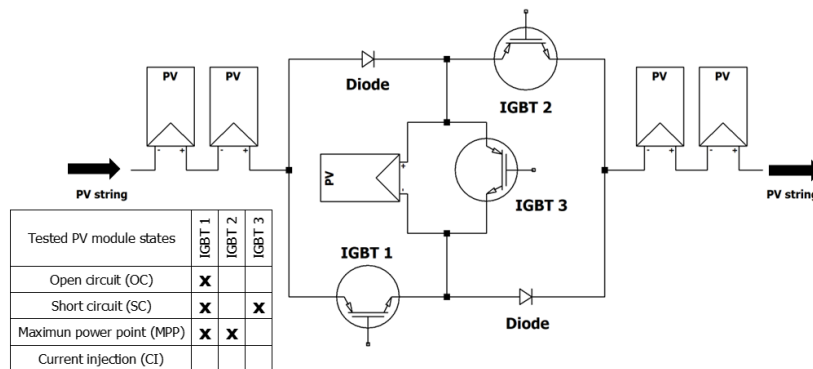 PV
PV
- +
- +
PV string
Diode
IGBT 2
PV
+
-
IGBT 3
IGBT 1
Diode
PV
PV
- +
- +
PV string
Tested PV module states
IGBT 1
IGBT 2
IGBT 3
Open circuit (OC) x
Short circuit (SC) x x
Maximun power point (MPP) x x
Current injection (CI)